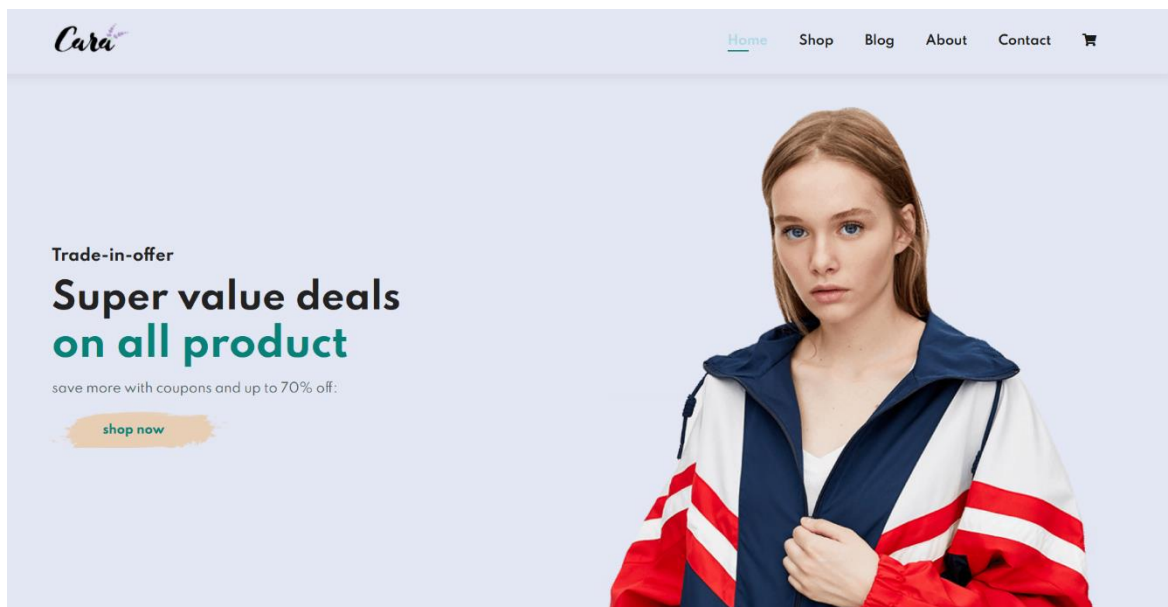 Cara
Home Shop Blog About Contact
Trade-in-offer
Super value deals
on all product
save more with coupons and up to 70% off:
shop now